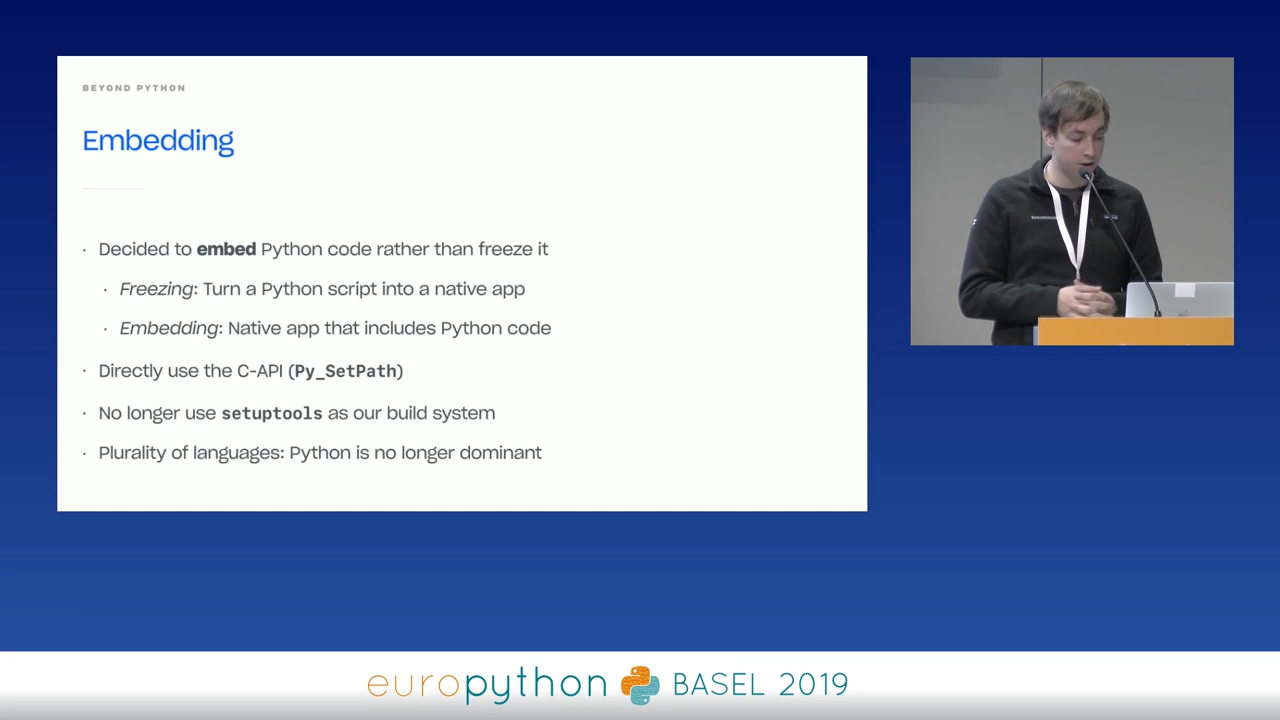 BEYOND PYTHON
Embedding
· Decided to embed Python code rather than freeze it
· Freezing: Turn a Python script into a native app
· Embedding: Native app that includes Python code
· Directly use the C-API (Py_SetPath)
· No longer use setuptools as our build system
· Plurality of languages: Python is no longer dominant
europython BASEL 2019